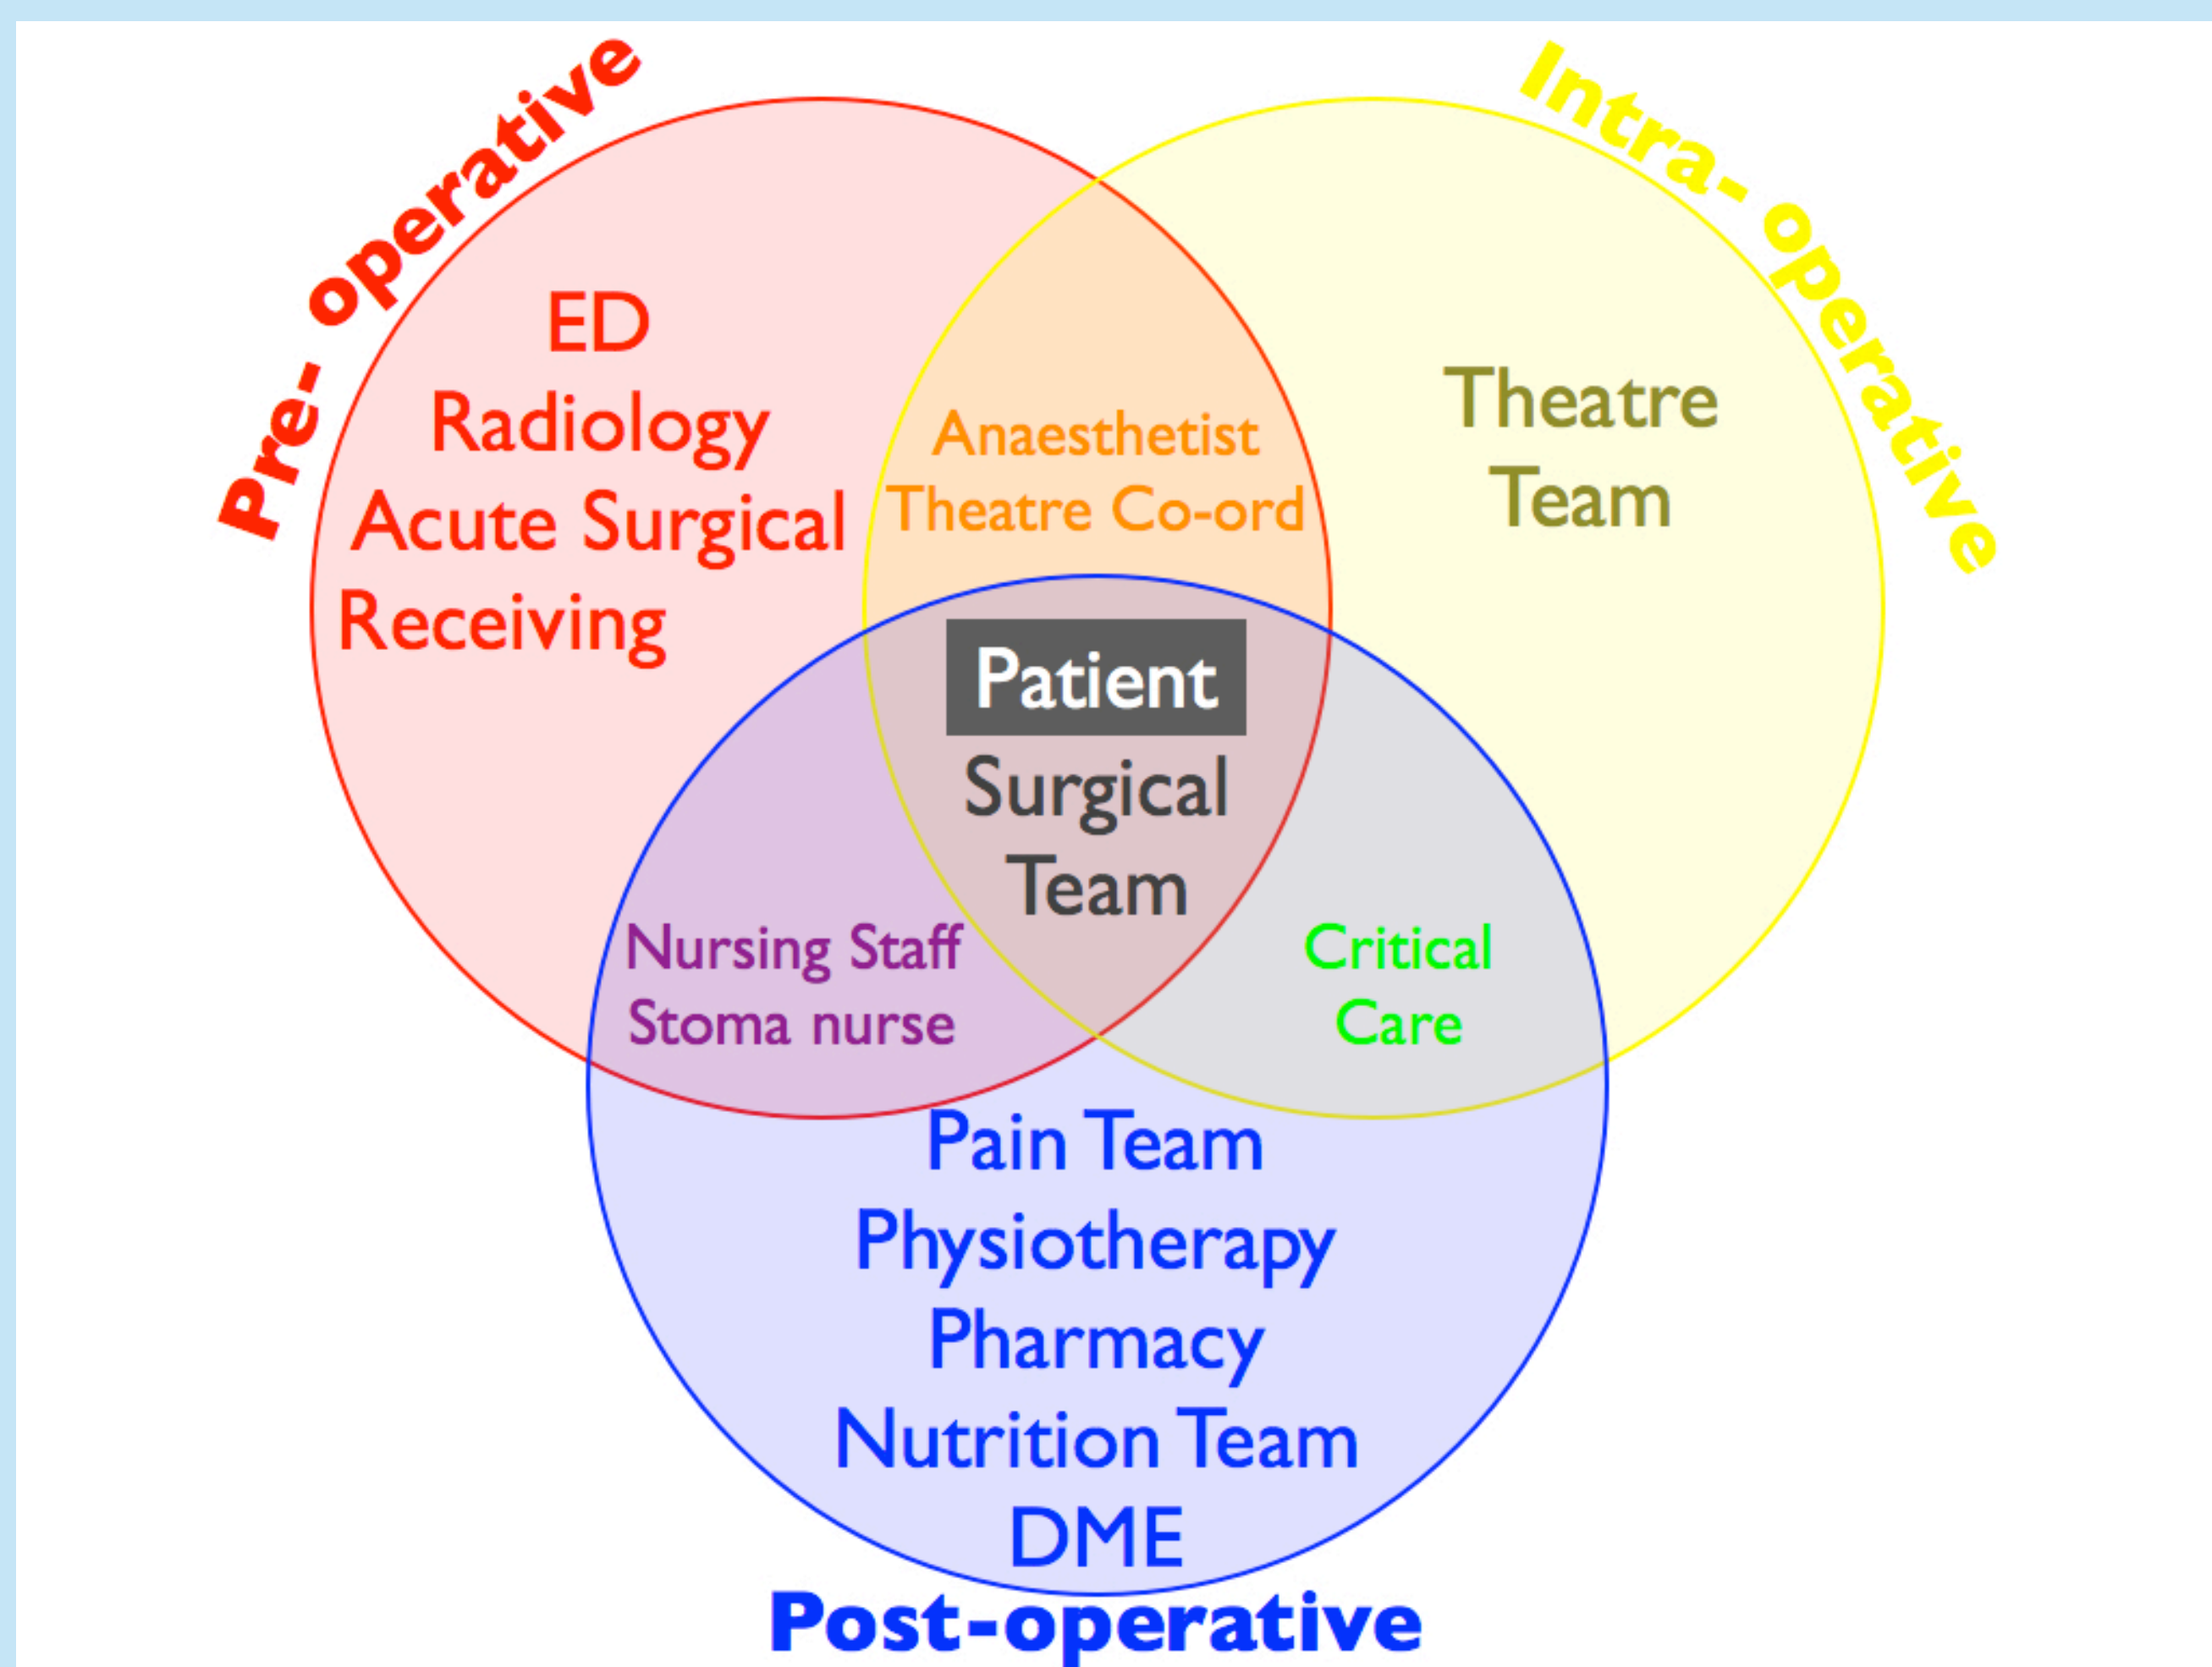 Pre- operative
Intra- operative
ED
Radiology
Acute Surgical
Receiving
Anaesthetist
Theatre Co-ord
Theatre
Team
Patient
Surgical
Team
Nursing Staff
Stoma nurse
Critical
Care
Pain Team
Physiotherapy
Pharmacy
Nutrition Team
DME
Post-operative